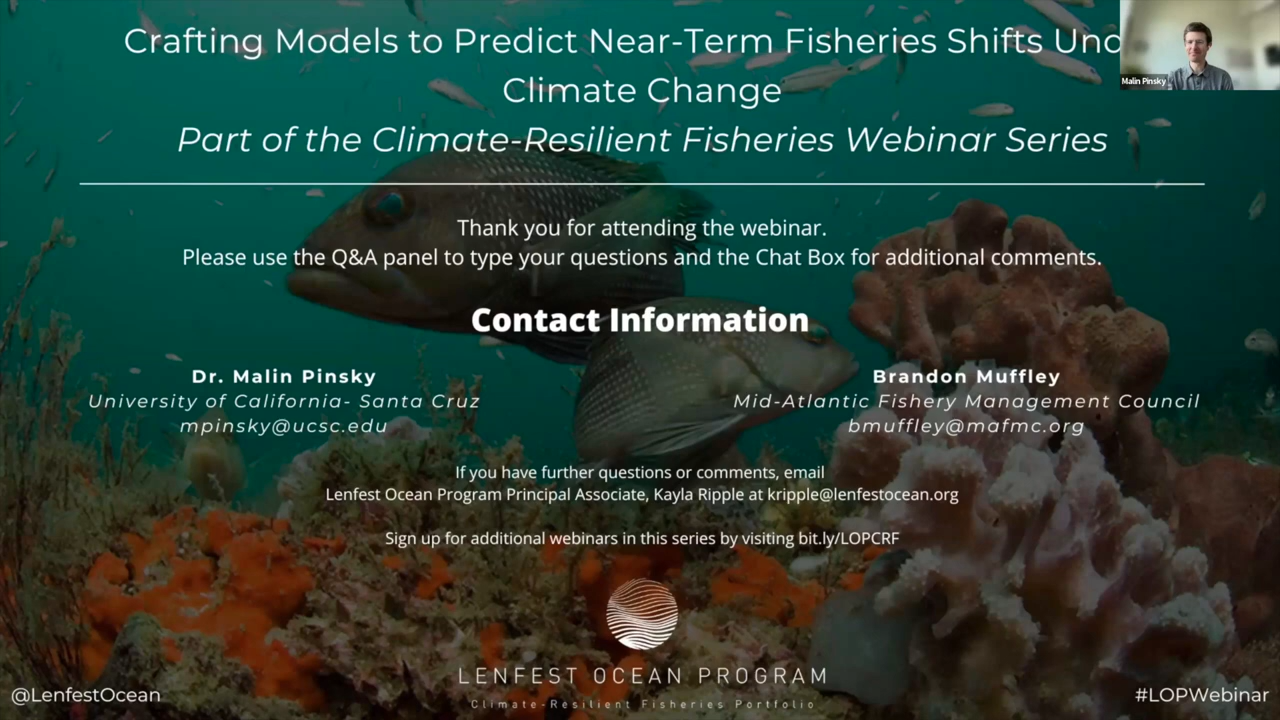 Crafting Models to Predict Near-Term Fisheries Shifts
Climate Change
Part of the Climate-Resilient Fisheries Webinar Series
Malin Pinsky
Thank you for attending the webinar.
Please use the Q&A panel to type your questions and the Chat Box for additional comments.
Contact Information
Dr. Malin Pinsky
University of California- Santa Cruz
mpinsky@ucsc.edu
Brandon Muffley
Mid-Atlantic Fishery Management Council
bmuffley@mafmc.org
If you have further questions or comments, email
Lenfest Ocean Program Principal Associate, Kayla Ripple at kripple@lenfestocean.org
Sign up for additional webinars in this series by visiting bit.ly/LOPCRF
LENFEST OCEAN PROGRAM
Climate-Resilient Fisheries Portfolio
@LenfestOcean
#LOPWebinar